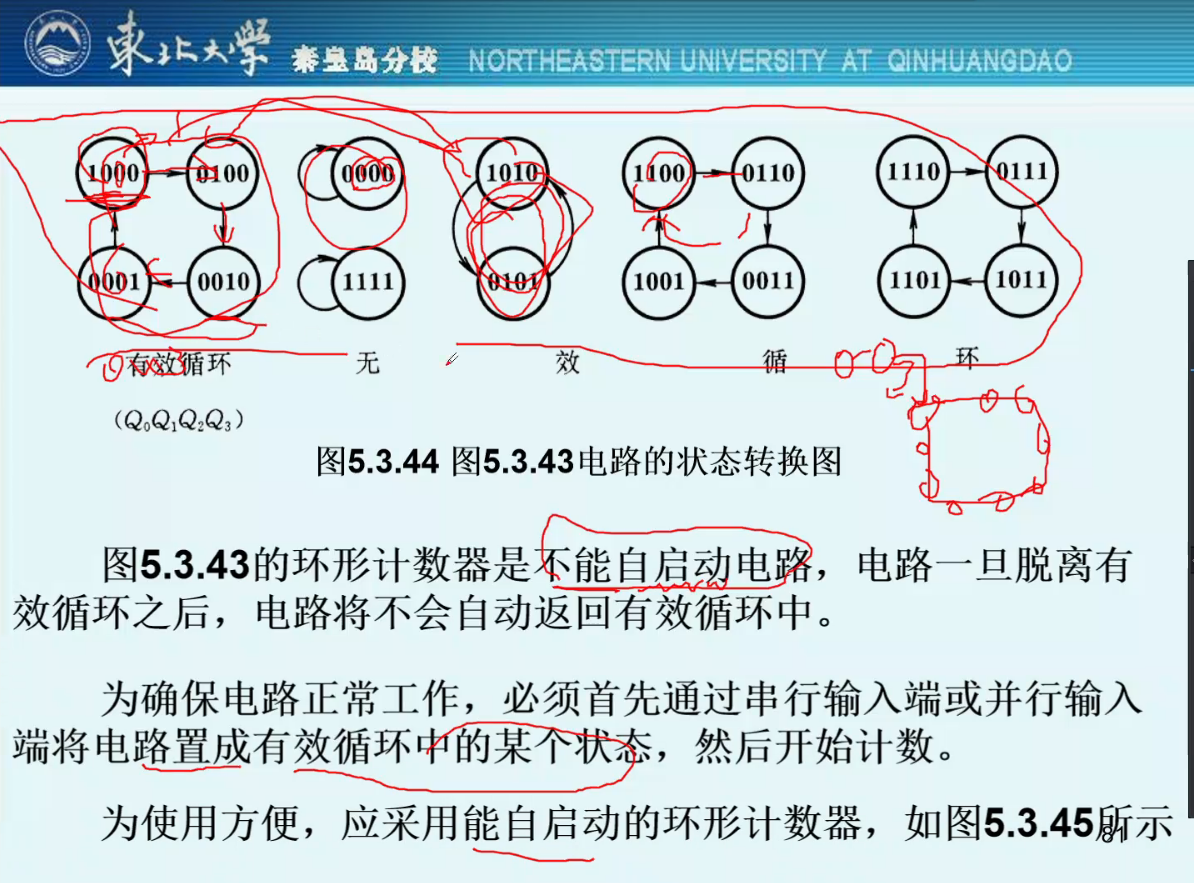 東北大学 秦皇岛分校 NORTHEASTERN UNIVERSITY AT QINHUANGDAO
1000 0100 0000 1010 1100 0110 1110 0111
0001 0010 1111 0101 1001 0011 1101 1011
有效循环 无 效 循 环
(Q₀Q₁Q₂Q₃)
图5.3.44 图5.3.43电路的状态转换图
图5.3.43的环形计数器是不能自启动电路，电路一旦脱离有
效循环之后，电路将不会自动返回有效循环中。
为确保电路正常工作，必须首先通过串行输入端或并行输入
端将电路置成有效循环中的某个状态，然后开始计数。
为使用方便，应采用能自启动的环形计数器，如图5.3.45所示
81